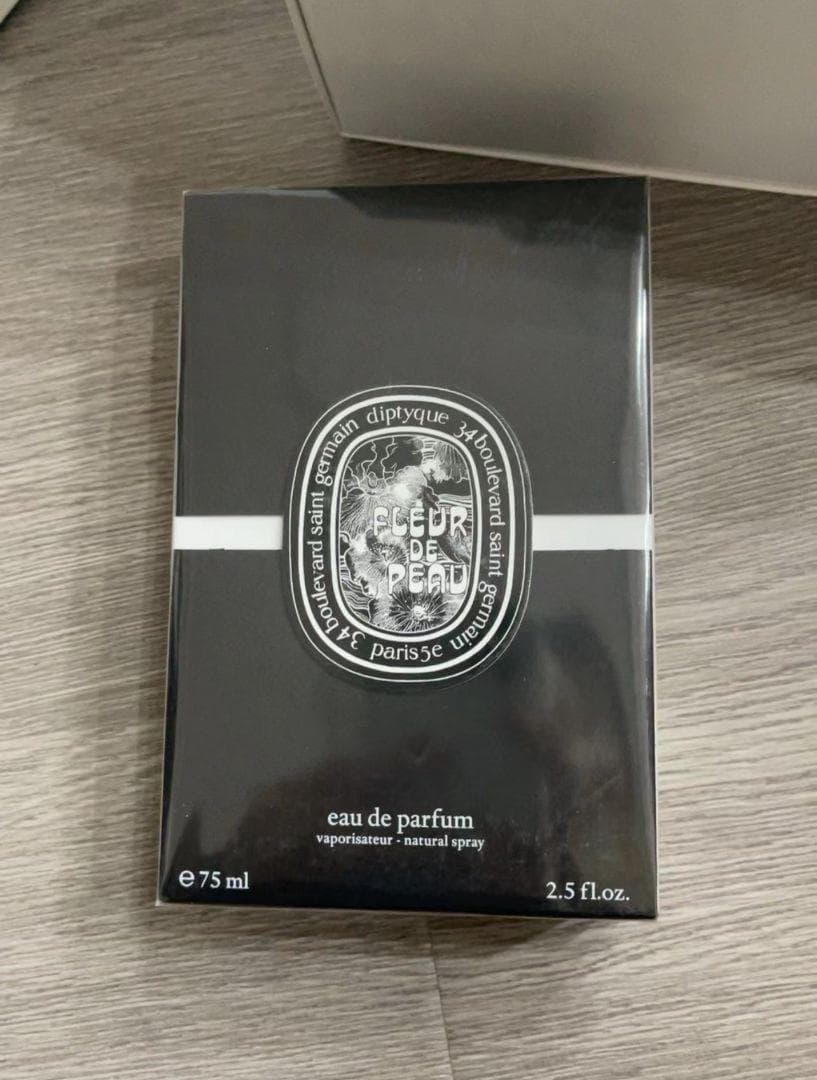 diptyque
34 boulevard saint germain
paris 5e
34 boulevard saint germain
FLEUR
DE
PEAU
eau de parfum
vaporisateur - natural spray
e 75 ml
2.5 fl.oz.